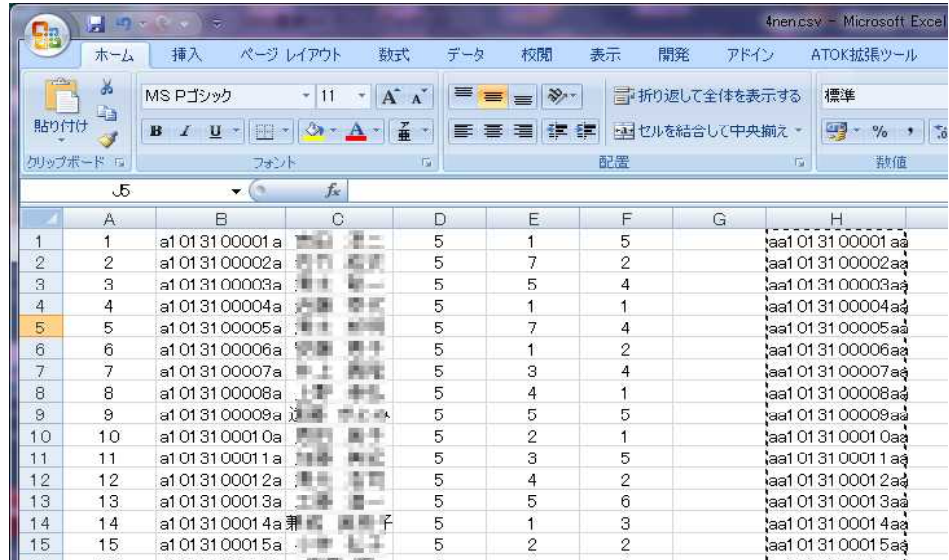 4nen.csv - Microsoft Excel
ホーム 挿入 ページ レイアウト 数式 データ 校閲 表示 開発 アドイン ATOK拡張ツール
MS Pゴシック 11 A A 折り返して全体を表示する 標準
貼り付け B I U A 亜 セルを結合して中央揃え % ,
クリップボード フォント 配置 数値
J5 fx
A B C D E F G H
1 1 a1013100001a 5 1 5 aa1013100001aa
2 2 a1013100002a 5 7 2 aa1013100002aa
3 3 a1013100003a 5 5 4 aa1013100003aa
4 4 a1013100004a 5 1 1 aa1013100004aa
5 5 a1013100005a 5 7 4 aa1013100005aa
6 6 a1013100006a 5 1 2 aa1013100006aa
7 7 a1013100007a 5 3 4 aa1013100007aa
8 8 a1013100008a 5 4 1 aa1013100008aa
9 9 a1013100009a 5 5 5 aa1013100009aa
10 10 a1013100010a 5 2 1 aa1013100010aa
11 11 a1013100011a 5 3 5 aa1013100011aa
12 12 a1013100012a 5 4 2 aa1013100012aa
13 13 a1013100013a 5 5 6 aa1013100013aa
14 14 a1013100014a 子 5 1 3 aa1013100014aa
15 15 a1013100015a 5 2 2 aa1013100015aa